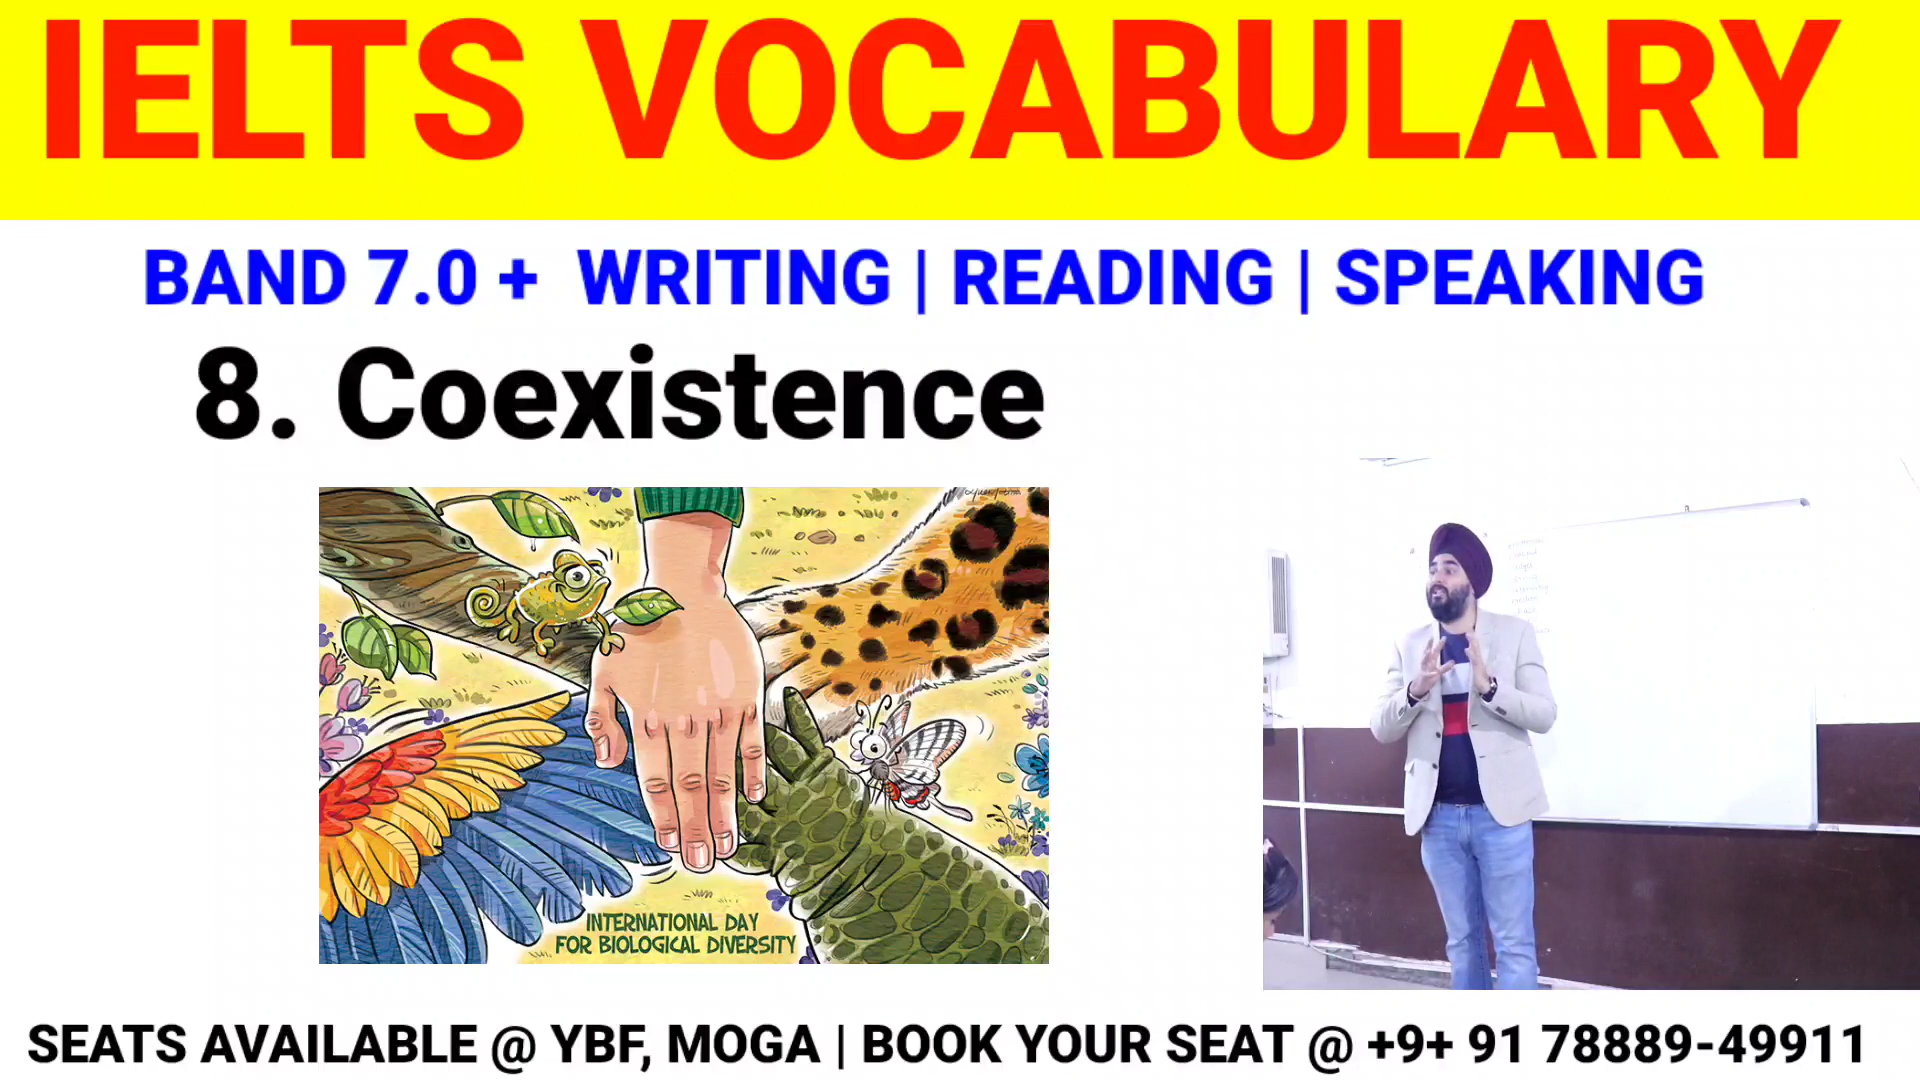 IELTS VOCABULARY
BAND 7.0 + WRITING | READING | SPEAKING
8. Coexistence
INTERNATIONAL DAY
FOR BIOLOGICAL DIVERSITY
SEATS AVAILABLE @ YBF, MOGA | BOOK YOUR SEAT @ +9+ 91 78889-49911